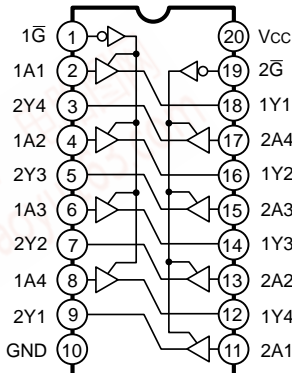 1G̅ 1 20 VCC
1A1 2 19 2G̅
2Y4 3 18 1Y1
1A2 4 17 2A4
2Y3 5 16 1Y2
1A3 6 15 2A3
2Y2 7 14 1Y3
1A4 8 13 2A2
2Y1 9 12 1Y4
GND 10 11 2A1